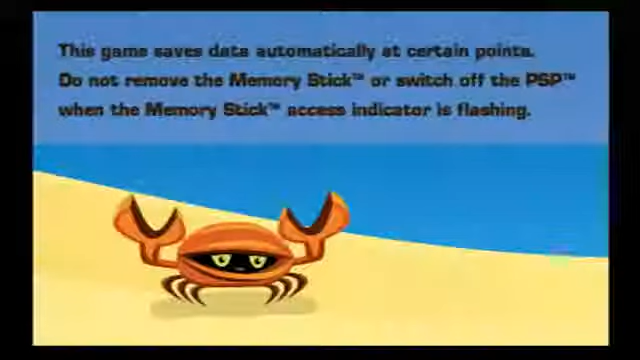 This game saves data automatically at certain points.
Do not remove the Memory Stick™ or switch off the PSP™
when the Memory Stick™ access indicator is flashing.